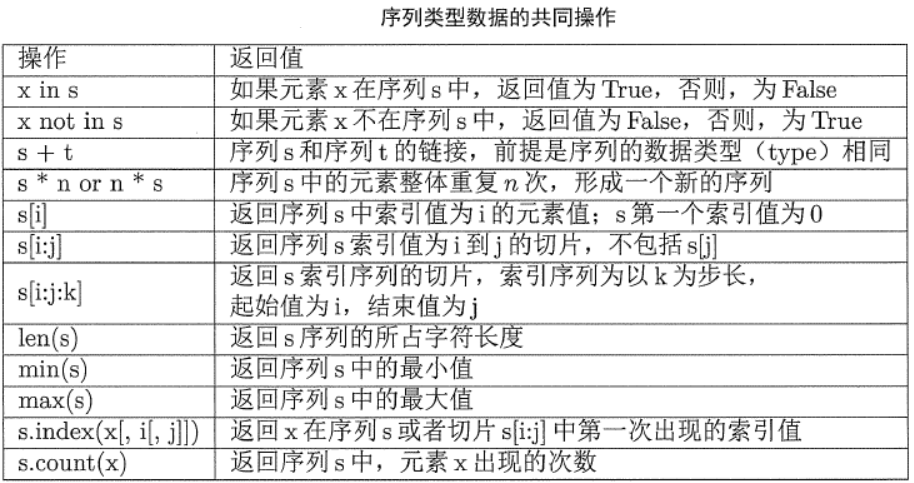 序列类型数据的共同操作
操作 返回值
x in s 如果元素 x 在序列 s 中，返回值为 True，否则，为 False
x not in s 如果元素 x 不在序列 s 中，返回值为 False，否则，为 True
s + t 序列 s 和序列 t 的链接，前提是序列的数据类型（type）相同
s * n or n * s 序列 s 中的元素整体重复 n 次，形成一个新的序列
s[i] 返回序列 s 中索引值为 i 的元素值；s 第一个索引值为 0
s[i:j] 返回序列 s 索引值为 i 到 j 的切片，不包括 s[j]
s[i:j:k] 返回 s 索引序列的切片，索引序列为以 k 为步长，
起始值为 i，结束值为 j
len(s) 返回 s 序列的所占字符长度
min(s) 返回序列 s 中的最小值
max(s) 返回序列 s 中的最大值
s.index(x[, i[, j]]) 返回 x 在序列 s 或者切片 s[i:j] 中第一次出现的索引值
s.count(x) 返回序列 s 中，元素 x 出现的次数